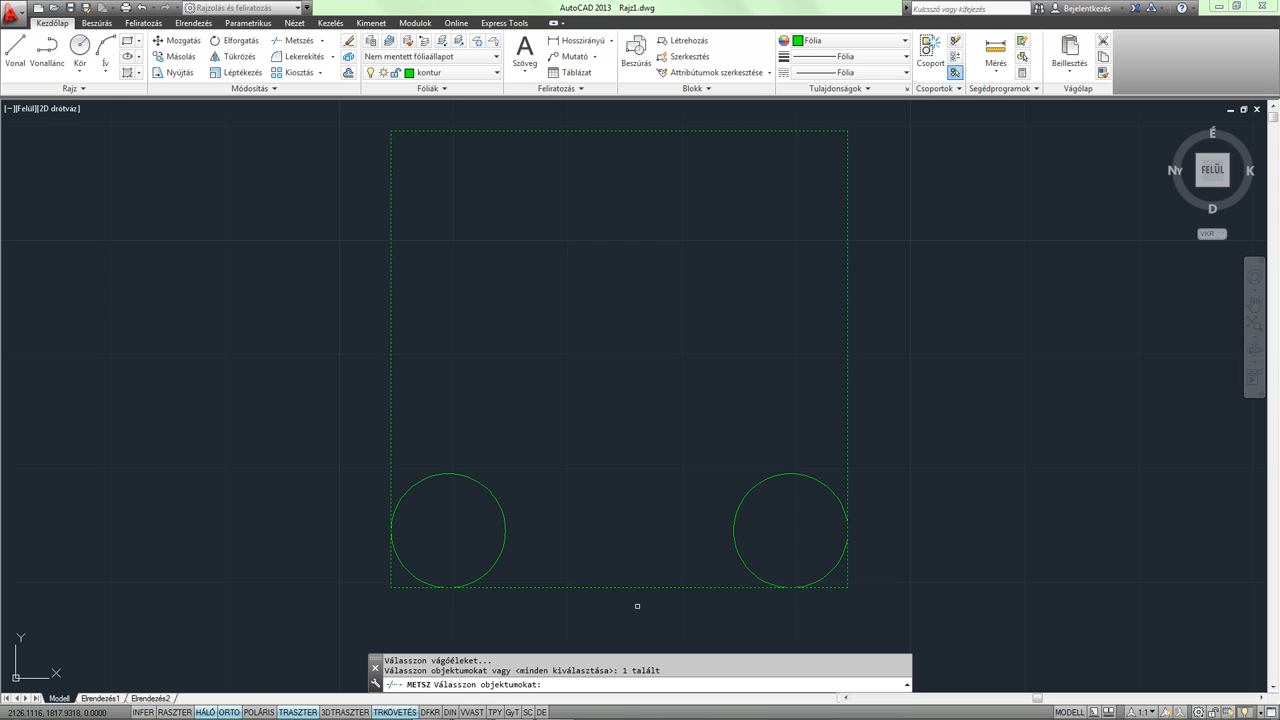 Rajzolás és feliratozás
AutoCAD 2013 Rajz1.dwg
Kulcsszó vagy kifejezés
Bejelentkezés
Kezdőlap Beszúrás Feliratozás Elrendezés Parametrikus Nézet Kezelés Kimenet Modulok Online Express Tools
Mozgatás Elforgatás Metszés
Másolás Tükrözés Lekerekítés
Nyújtás Léptékezés Kiosztás
Vonal Vonallánc Kör Ív
Nem mentett fóliaállapot
kontur
Szöveg
Hosszirányú
Mutató
Táblázat
Beszúrás
Létrehozás
Szerkesztés
Attribútumok szerkesztése
Fólia
Fólia
Fólia
Csoport
Mérés
Beillesztés
Rajz Módosítás Fóliák Feliratozás Blokk Tulajdonságok Csoportok Segédprogramok Vágólap
[−][Felül][2D drótváz]
É
NY FELÜL K
D
VKR
Y
X
Válasszon vágóéleket...
Válasszon objektumokat vagy <minden kiválasztása>: 1 talált
METSZ Válasszon objektumokat:
Modell Elrendezés1 Elrendezés2
2126.1116, 1817.9318, 0.0000 INFER RASZTER HÁLÓ ORTO POLÁRIS TRASZTER 3DTRASZTER TRKÖVETÉS DFKR DIN VVAST TPY GyT SC DE MODELL 1:1